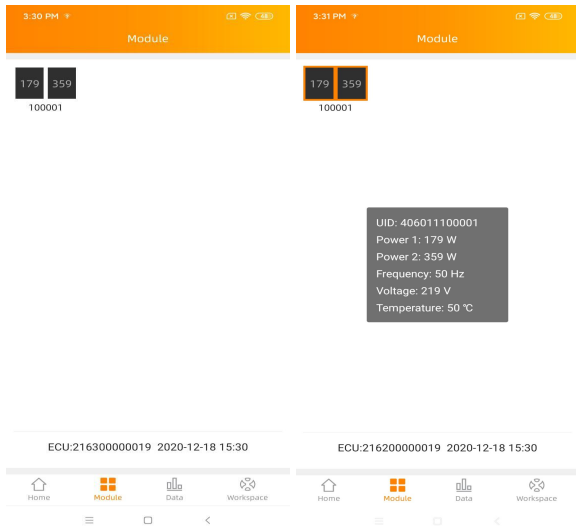 3:30 PM
48
Module
179 359
100001
ECU:216300000019 2020-12-18 15:30
Home Module Data Workspace
3:31 PM
48
Module
179 359
100001
UID: 406011100001
Power 1: 179 W
Power 2: 359 W
Frequency: 50 Hz
Voltage: 219 V
Temperature: 50 ℃
ECU:216200000019 2020-12-18 15:30
Home Module Data Workspace